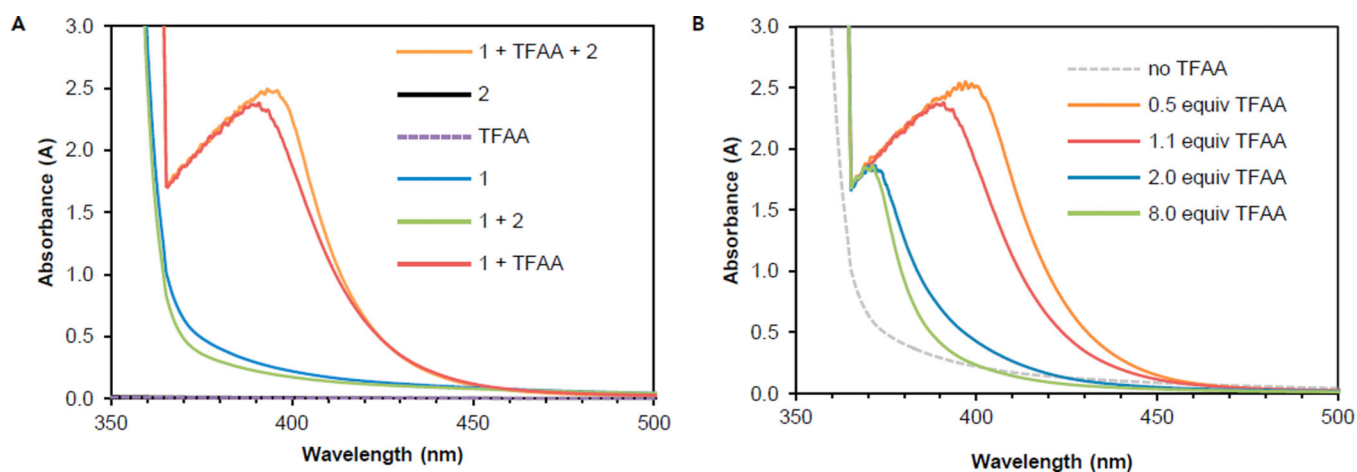 A
3.0
2.5
2.0
1.5
1.0
0.5
0.0
Absorbance (A)
350
400
450
500
Wavelength (nm)
1 + TFAA + 2
2
TFAA
1
1 + 2
1 + TFAA
B
3.0
2.5
2.0
1.5
1.0
0.5
0.0
Absorbance (A)
350
400
450
500
Wavelength (nm)
no TFAA
0.5 equiv TFAA
1.1 equiv TFAA
2.0 equiv TFAA
8.0 equiv TFAA